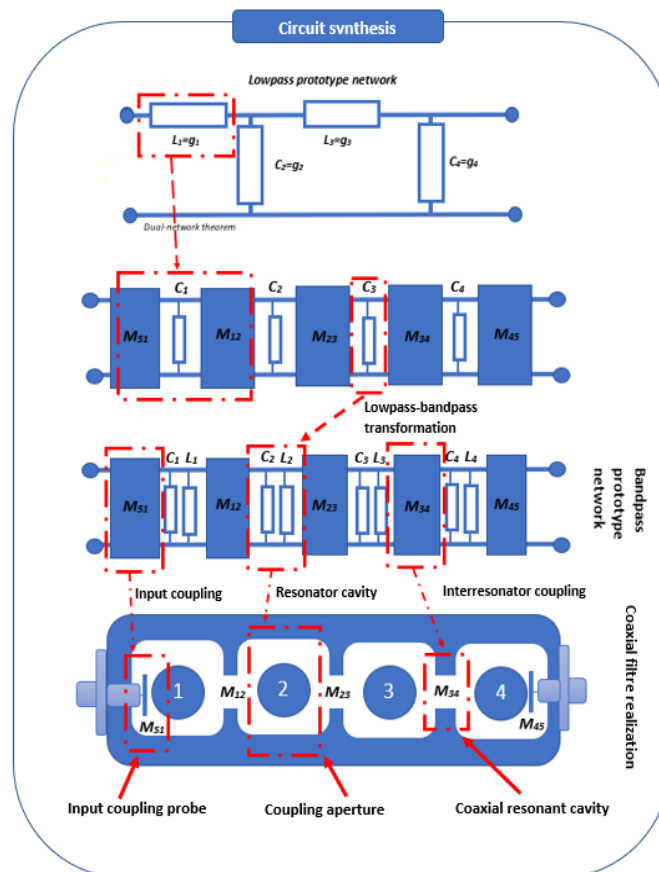 Circuit svnthesis
Lowpass prototype network
L1=g1
L3=g3
C2=g2
C4=g4
Dual-network theorem
C1 C2 C3 C4
M51 M12 M23 M34 M45
Lowpass-bandpass
transformation
C1 L1 C2 L2 C3 L3 C4 L4
M51 M12 M23 M34 M45
Bandpass
prototype
network
Input coupling Resonator cavity Interresonator coupling
Coaxial filtre realization
1 M12 2 M23 3 M34 4
M51 M45
Input coupling probe Coupling aperture Coaxial resonant cavity